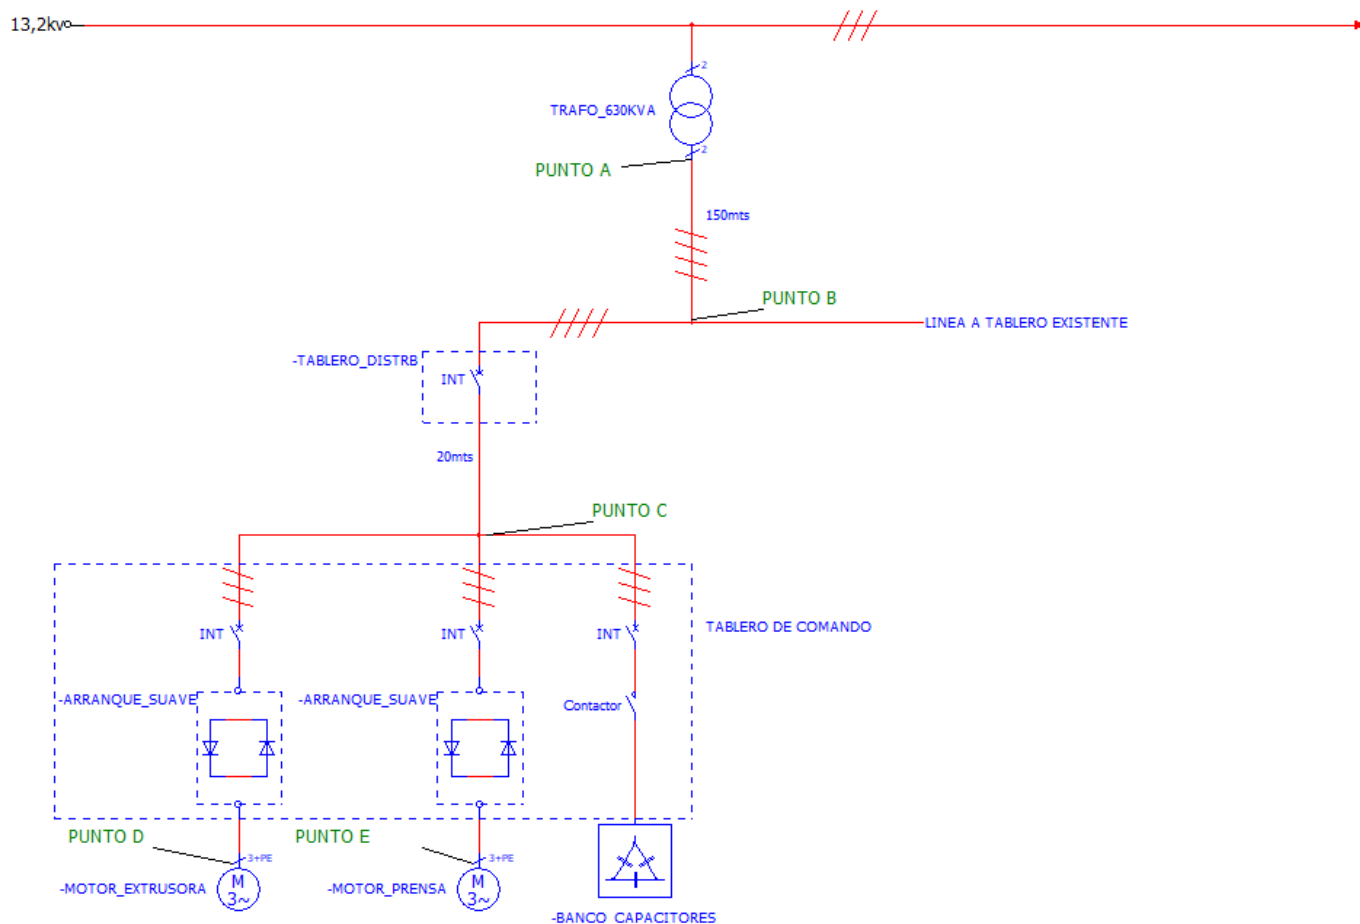 13,2kv
2
TRAFO_630KVA
2
PUNTO A
150mts
PUNTO B
LINEA A TABLERO EXISTENTE
-TABLERO_DISTRB
INT
20mts
PUNTO C
TABLERO DE COMANDO
INT
INT
INT
-ARRANQUE_SUAVE
-ARRANQUE_SUAVE
Contactor
PUNTO D
PUNTO E
3+PE
3+PE
-MOTOR_EXTRUSORA
M
3~
-MOTOR_PRENSA
M
3~
-BANCO_CAPACITORES